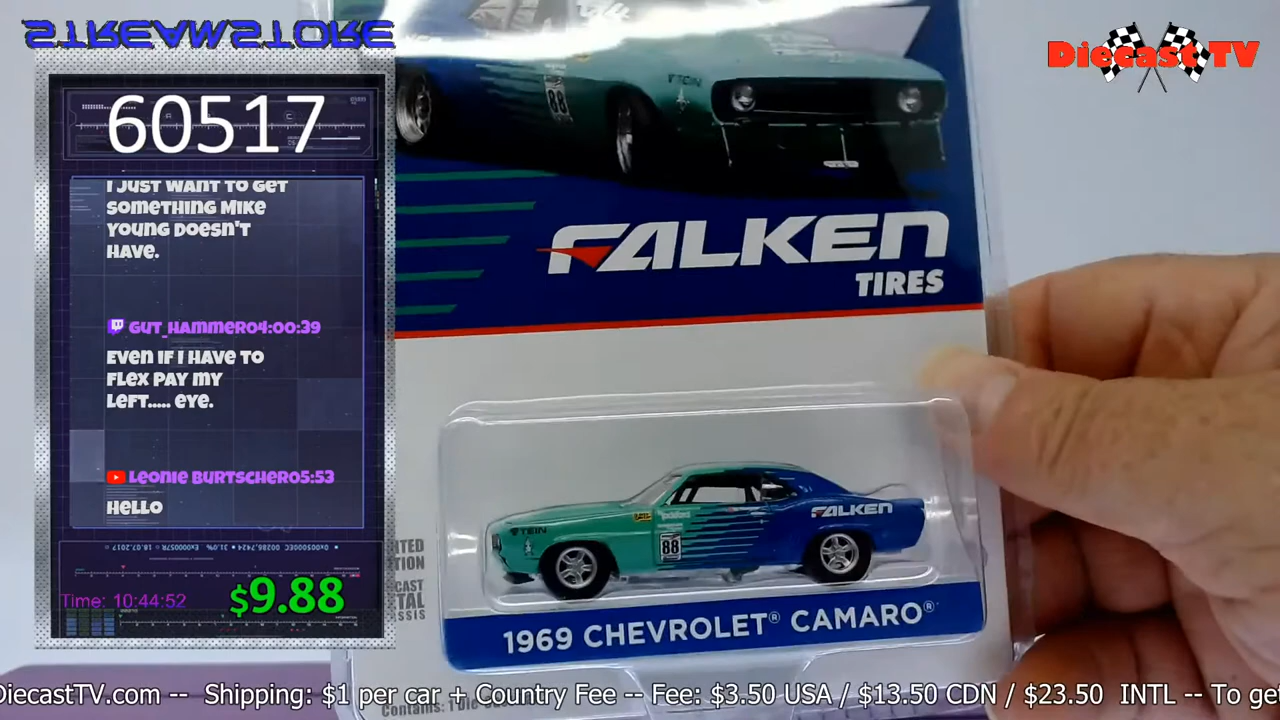 STREAMSTORE
60517
I just want to get
something Mike
Young doesn't
have.
Gut_Hammer04:00:39
Even if I have to
flex pay my
left..... eye.
Leonie Burtscher05:53
Hello
Time: 10:44:52
$9.88
Diecast TV
88
STEIN
FALKEN
TIRES
STEIN
88
FALKEN
1969 CHEVROLET® CAMARO®
DiecastTV.com -- Shipping: $1 per car + Country Fee -- Fee: $3.50 USA / $13.50 CDN / $23.50 INTL -- To get